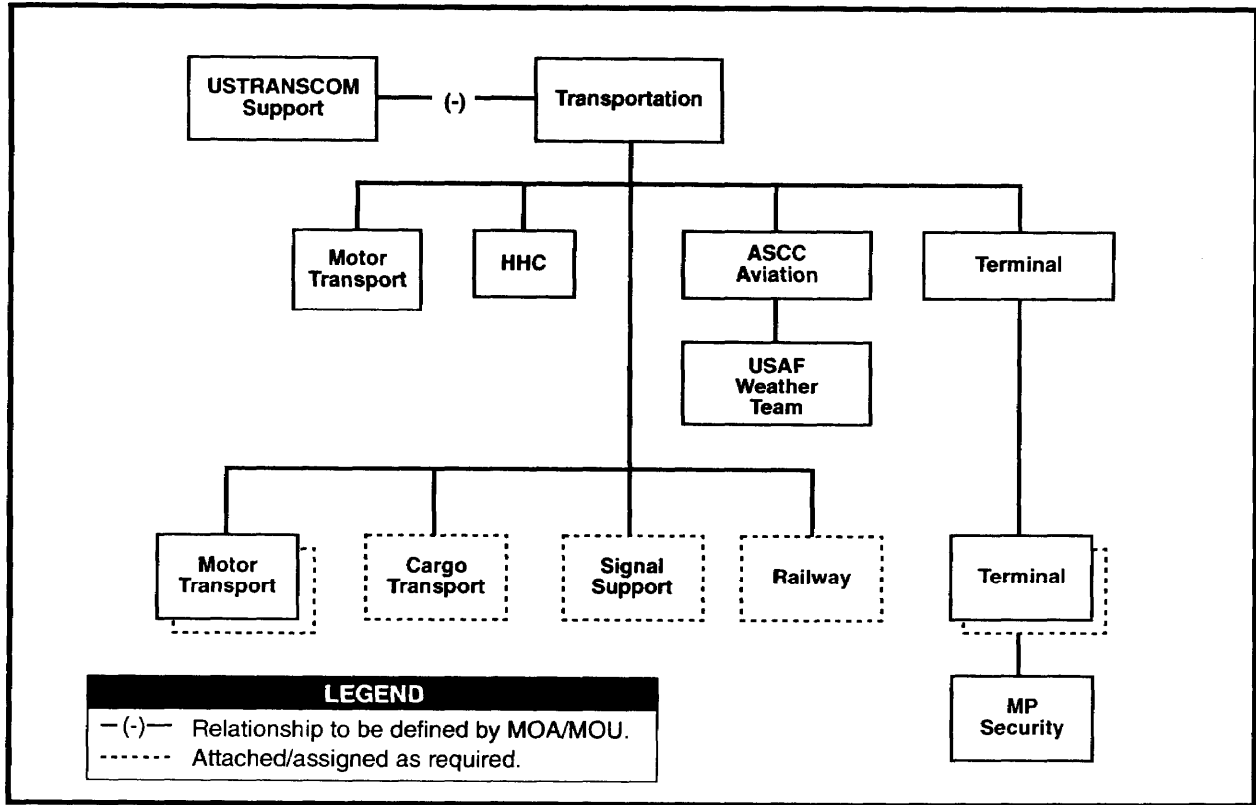 USTRANSCOM
Support
(-)
Transportation
Motor
Transport
HHC
ASCC
Aviation
Terminal
USAF
Weather
Team
Motor
Transport
Cargo
Transport
Signal
Support
Railway
Terminal
MP
Security
LEGEND
—(-)— Relationship to be defined by MOA/MOU.
------- Attached/assigned as required.